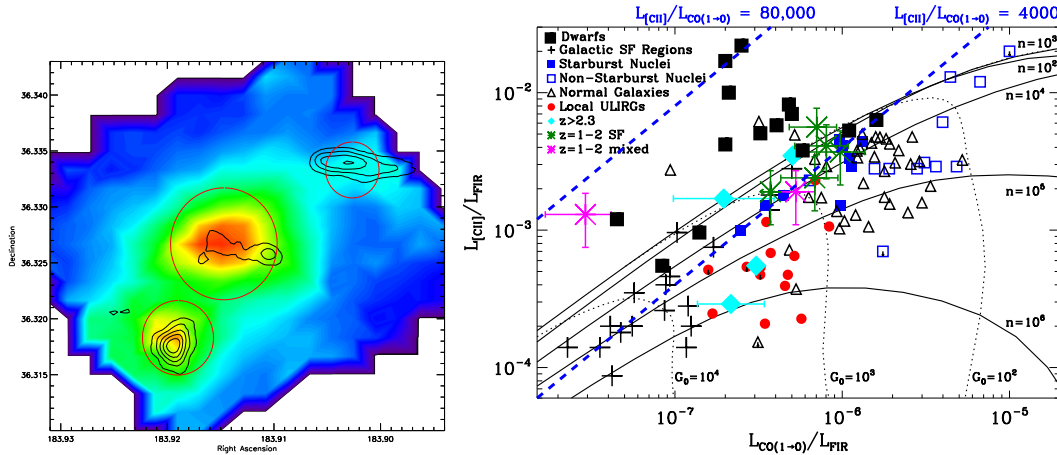 36.340
36.335
36.330
36.325
36.320
36.315
Declination
183.93
183.92
183.91
183.90
Right Ascension
L[CII]/LCO(1→0) = 80,000
L[CII]/LCO(1→0) = 4000
Dwarfs
Galactic SF Regions
Starburst Nuclei
Non-Starburst Nuclei
Normal Galaxies
Local ULIRGs
z>2.3
z=1-2 SF
z=1-2 mixed
n=10³
n=10²
n=10⁴
n=10⁵
n=10⁶
G₀=10⁴
G₀=10³
G₀=10²
10⁻²
10⁻³
10⁻⁴
L[CII]/LFIR
10⁻⁷
10⁻⁶
10⁻⁵
LCO(1→0)/LFIR